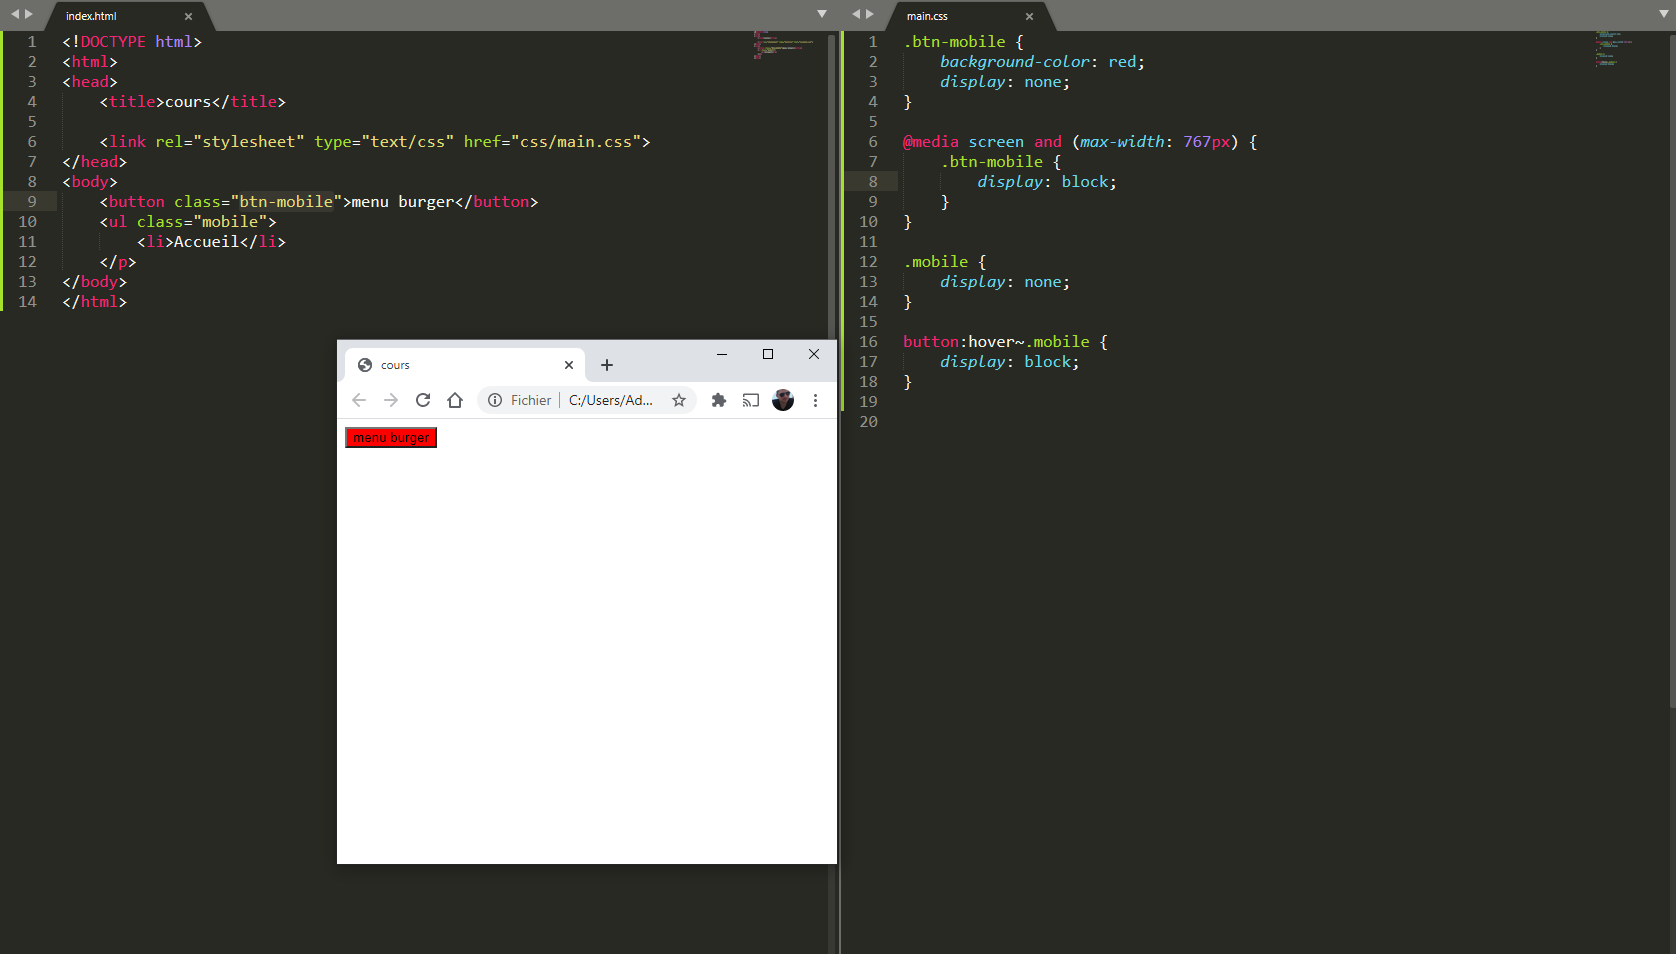 index.html
1 <!DOCTYPE html>
2 <html>
3 <head>
4     <title>cours</title>
5
6     <link rel="stylesheet" type="text/css" href="css/main.css">
7 </head>
8 <body>
9     <button class="btn-mobile">menu burger</button>
10     <ul class="mobile">
11         <li>Accueil</li>
12     </p>
13 </body>
14 </html>
main.css
1 .btn-mobile {
2     background-color: red;
3     display: none;
4 }
5
6 @media screen and (max-width: 767px) {
7     .btn-mobile {
8         display: block;
9     }
10 }
11
12 .mobile {
13     display: none;
14 }
15
16 button:hover~.mobile {
17     display: block;
18 }
19
20
cours
Fichier C:/Users/Ad...
menu burger